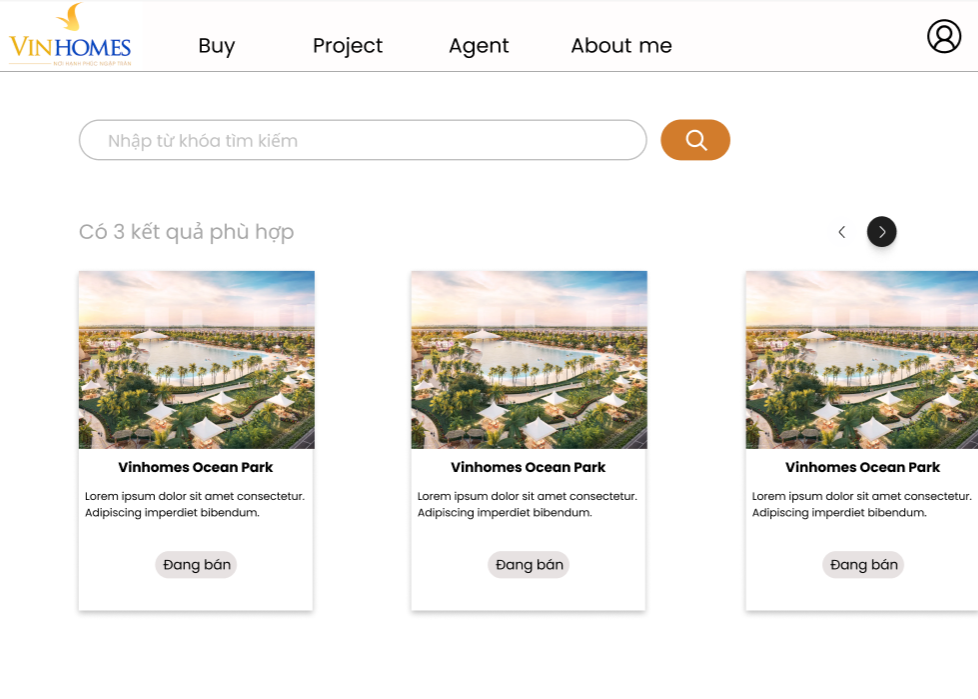 VINHOMES
NƠI HẠNH PHÚC NGẬP TRÀN
Buy
Project
Agent
About me
Nhập từ khóa tìm kiếm
Có 3 kết quả phù hợp
Vinhomes Ocean Park
Lorem ipsum dolor sit amet consectetur.
Adipiscing imperdiet bibendum.
Đang bán
Vinhomes Ocean Park
Lorem ipsum dolor sit amet consectetur.
Adipiscing imperdiet bibendum.
Đang bán
Vinhomes Ocean Park
Lorem ipsum dolor sit amet consectetur.
Adipiscing imperdiet bibendum.
Đang bán